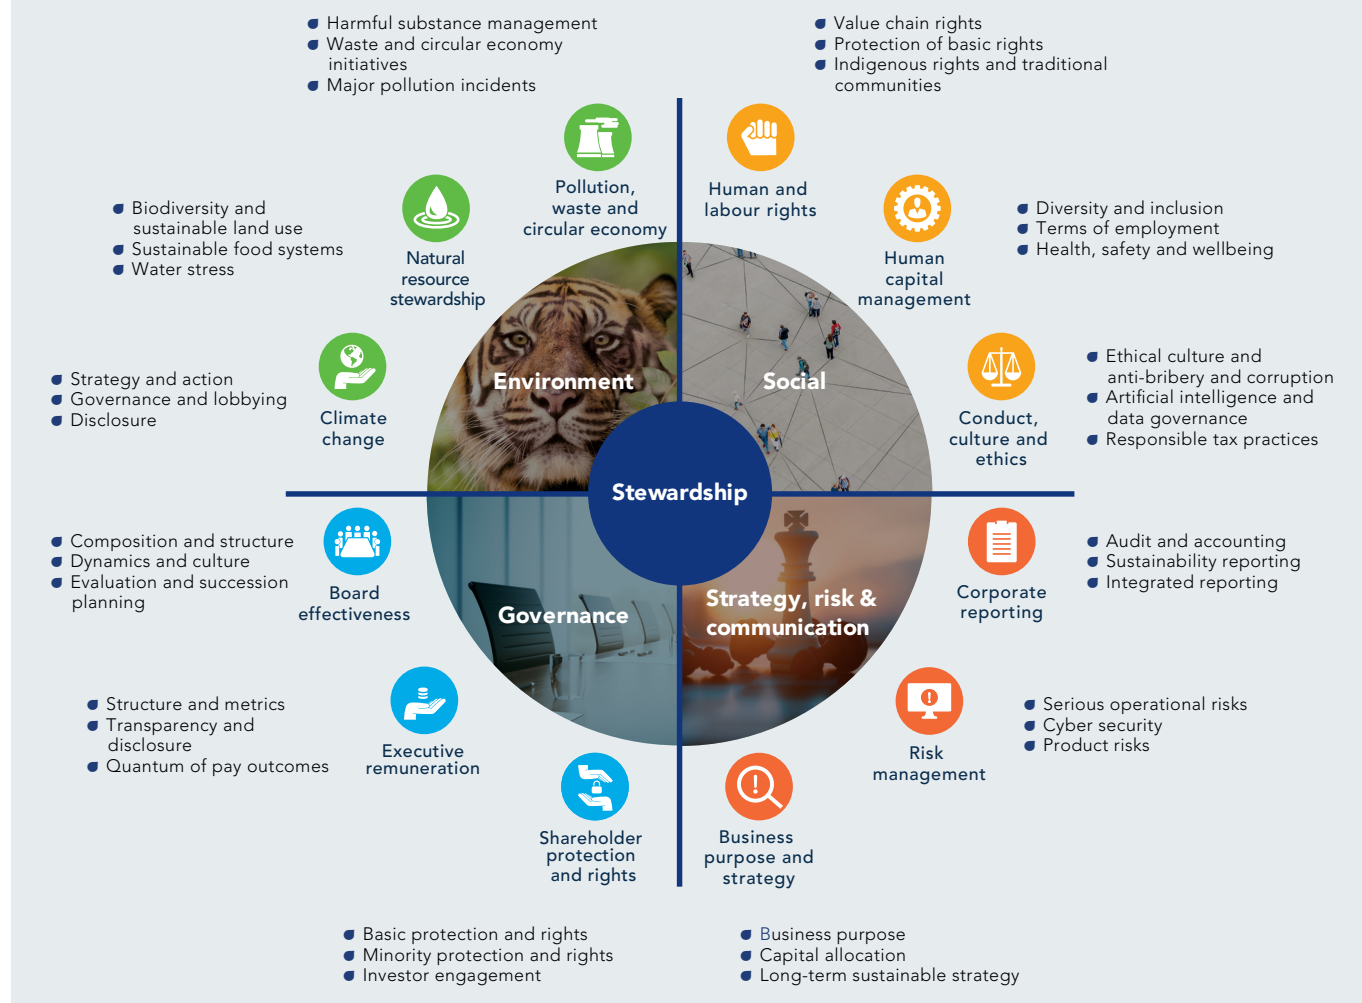 Harmful substance management
Waste and circular economy
initiatives
Major pollution incidents
Value chain rights
Protection of basic rights
Indigenous rights and traditional
communities
Pollution,
waste and
circular economy
Human and
labour rights
Biodiversity and
sustainable land use
Sustainable food systems
Water stress
Natural
resource
stewardship
Human
capital
management
Diversity and inclusion
Terms of employment
Health, safety and wellbeing
Strategy and action
Governance and lobbying
Disclosure
Climate
change
Environment
Social
Conduct,
culture and
ethics
Ethical culture and
anti-bribery and corruption
Artificial intelligence and
data governance
Responsible tax practices
Stewardship
Composition and structure
Dynamics and culture
Evaluation and succession
planning
Board
effectiveness
Governance
Strategy, risk &
communication
Corporate
reporting
Audit and accounting
Sustainability reporting
Integrated reporting
Structure and metrics
Transparency and
disclosure
Quantum of pay outcomes
Executive
remuneration
Risk
management
Serious operational risks
Cyber security
Product risks
Shareholder
protection
and rights
Business
purpose and
strategy
Basic protection and rights
Minority protection and rights
Investor engagement
Business purpose
Capital allocation
Long-term sustainable strategy